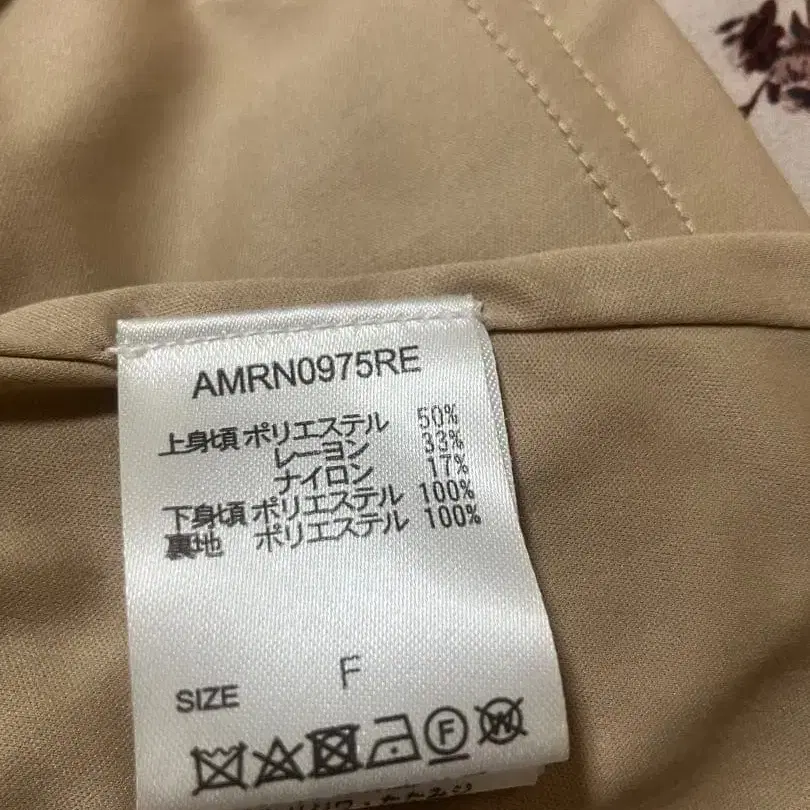 AMRN0975RE
上身頃 ポリエステル 50%
レーヨン 33%
ナイロン 17%
下身頃 ポリエステル 100%
裏地 ポリエステル 100%
SIZE F
F W